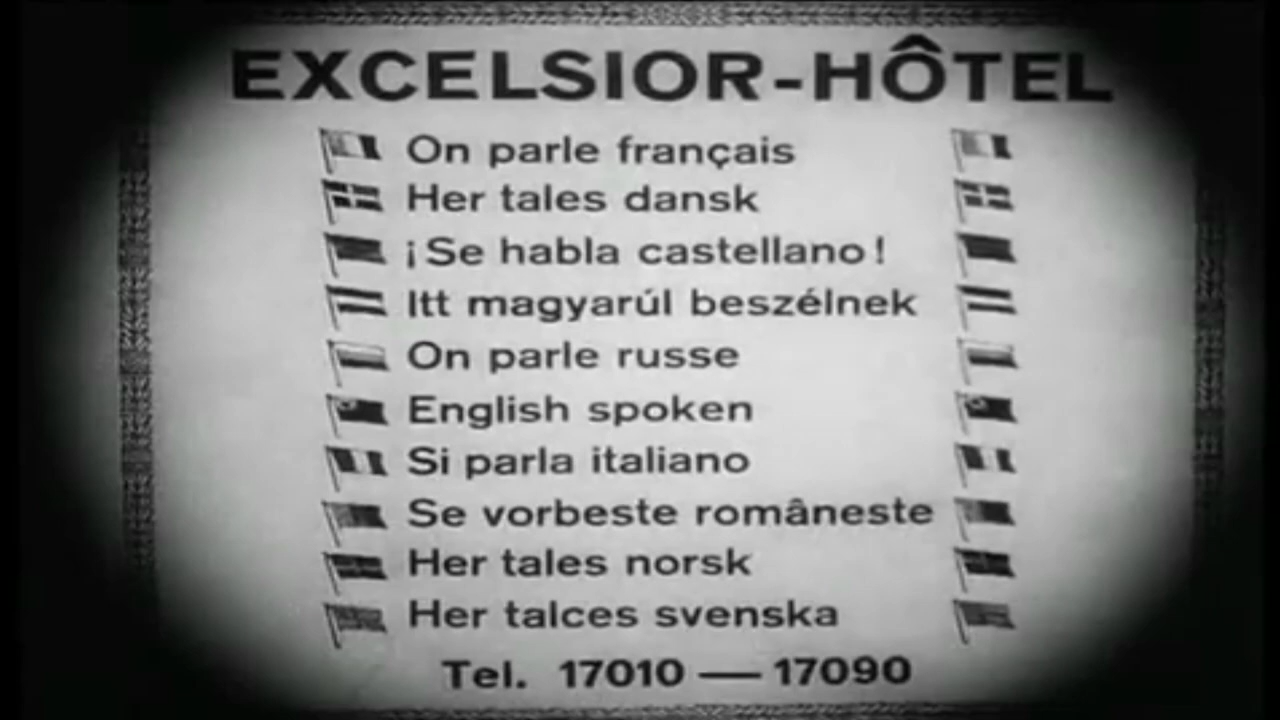 EXCELSIOR-HÔTEL
On parle français
Her tales dansk
¡Se habla castellano!
Itt magyarúl beszélnek
On parle russe
English spoken
Si parla italiano
Se vorbeste românește
Her tales norsk
Her talces svenska
Tel. 17010 — 17090